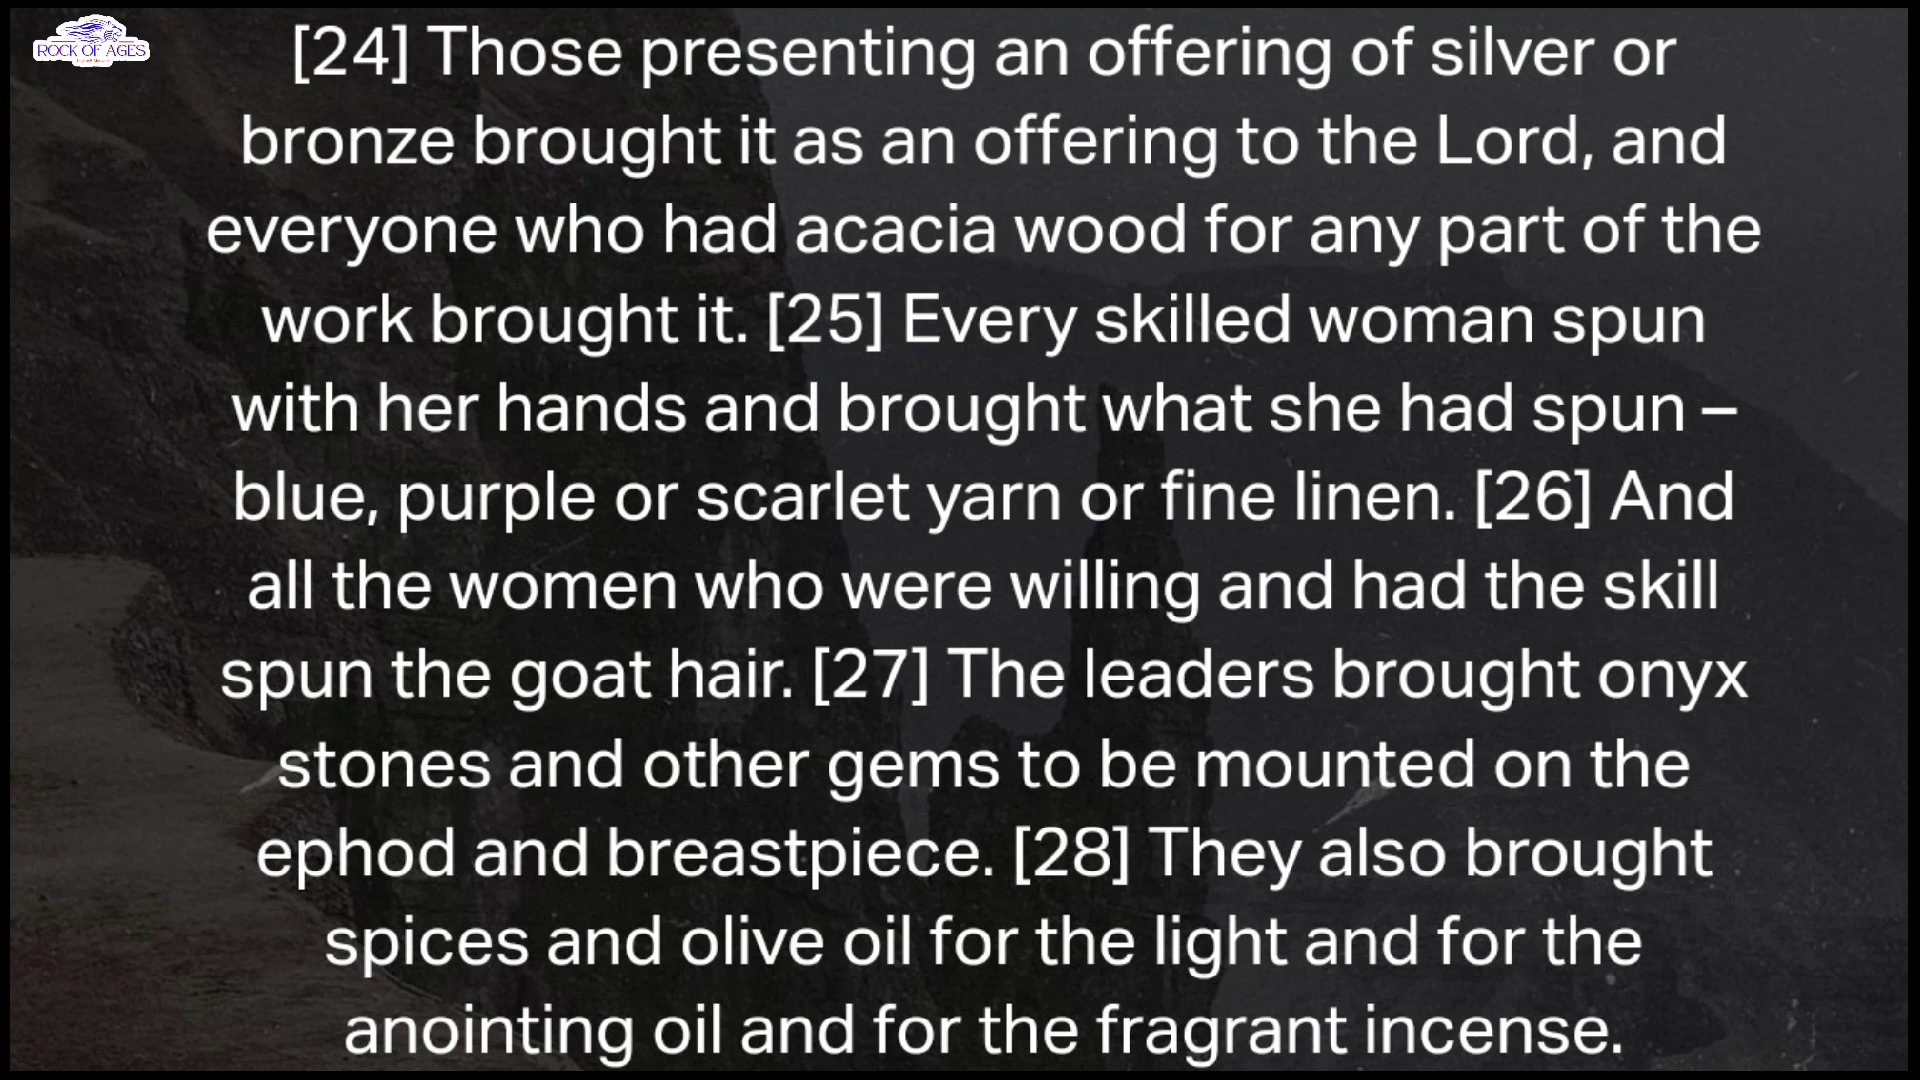 ROCK OF AGES
[24] Those presenting an offering of silver or
bronze brought it as an offering to the Lord, and
everyone who had acacia wood for any part of the
work brought it. [25] Every skilled woman spun
with her hands and brought what she had spun –
blue, purple or scarlet yarn or fine linen. [26] And
all the women who were willing and had the skill
spun the goat hair. [27] The leaders brought onyx
stones and other gems to be mounted on the
ephod and breastpiece. [28] They also brought
spices and olive oil for the light and for the
anointing oil and for the fragrant incense.